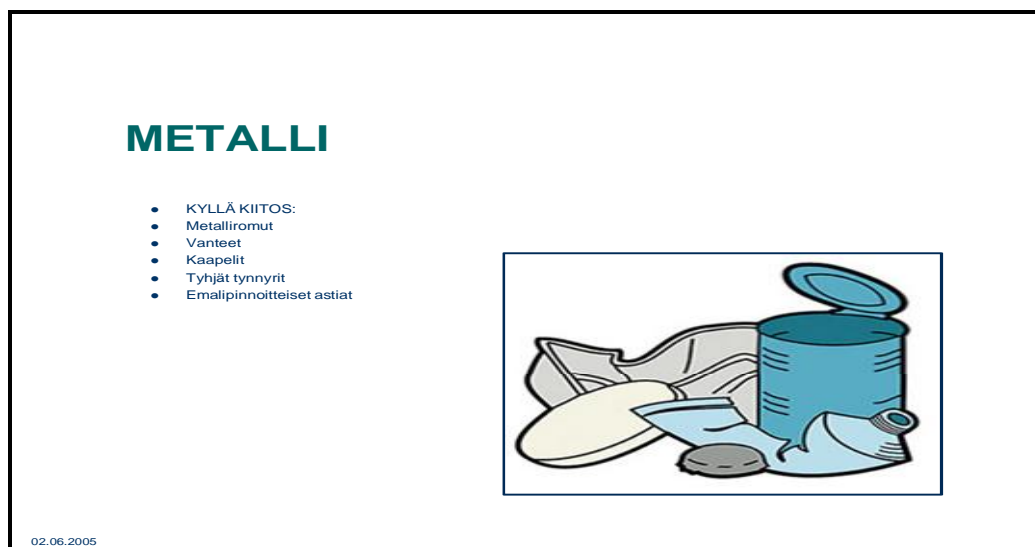 METALLI
• KYLLÄ KIITOS:
• Metalliromut
• Vanteet
• Kaapelit
• Tyhjät tynnyrit
• Emalipinnoitteiset astiat
02.06.2005